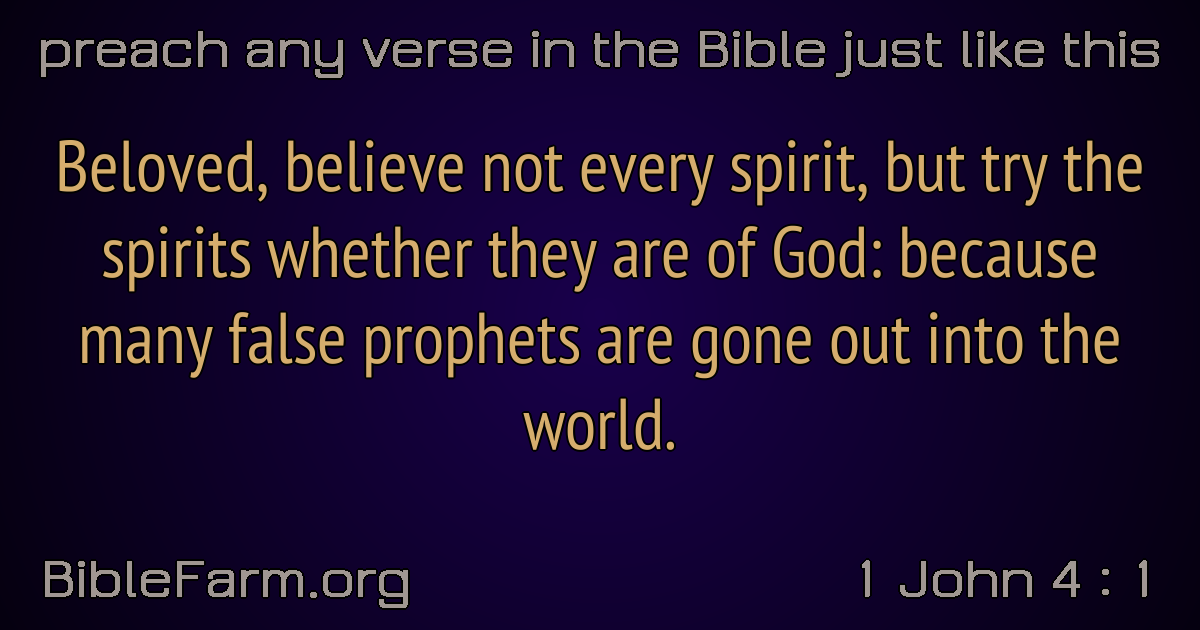 preach any verse in the Bible just like this
Beloved, believe not every spirit, but try the
spirits whether they are of God: because
many false prophets are gone out into the
world.
BibleFarm.org
1 John 4 : 1